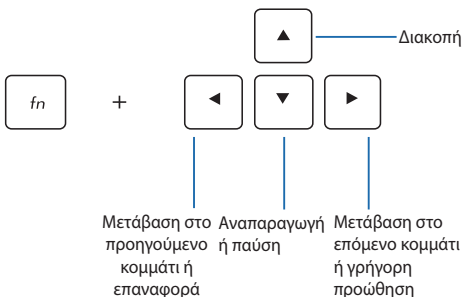 Διακοπή
fn
+
Μετάβαση στο
προηγούμενο
κομμάτι ή
επαναφορά
Αναπαραγωγή
ή παύση
Μετάβαση στο
επόμενο κομμάτι
ή γρήγορη
προώθηση